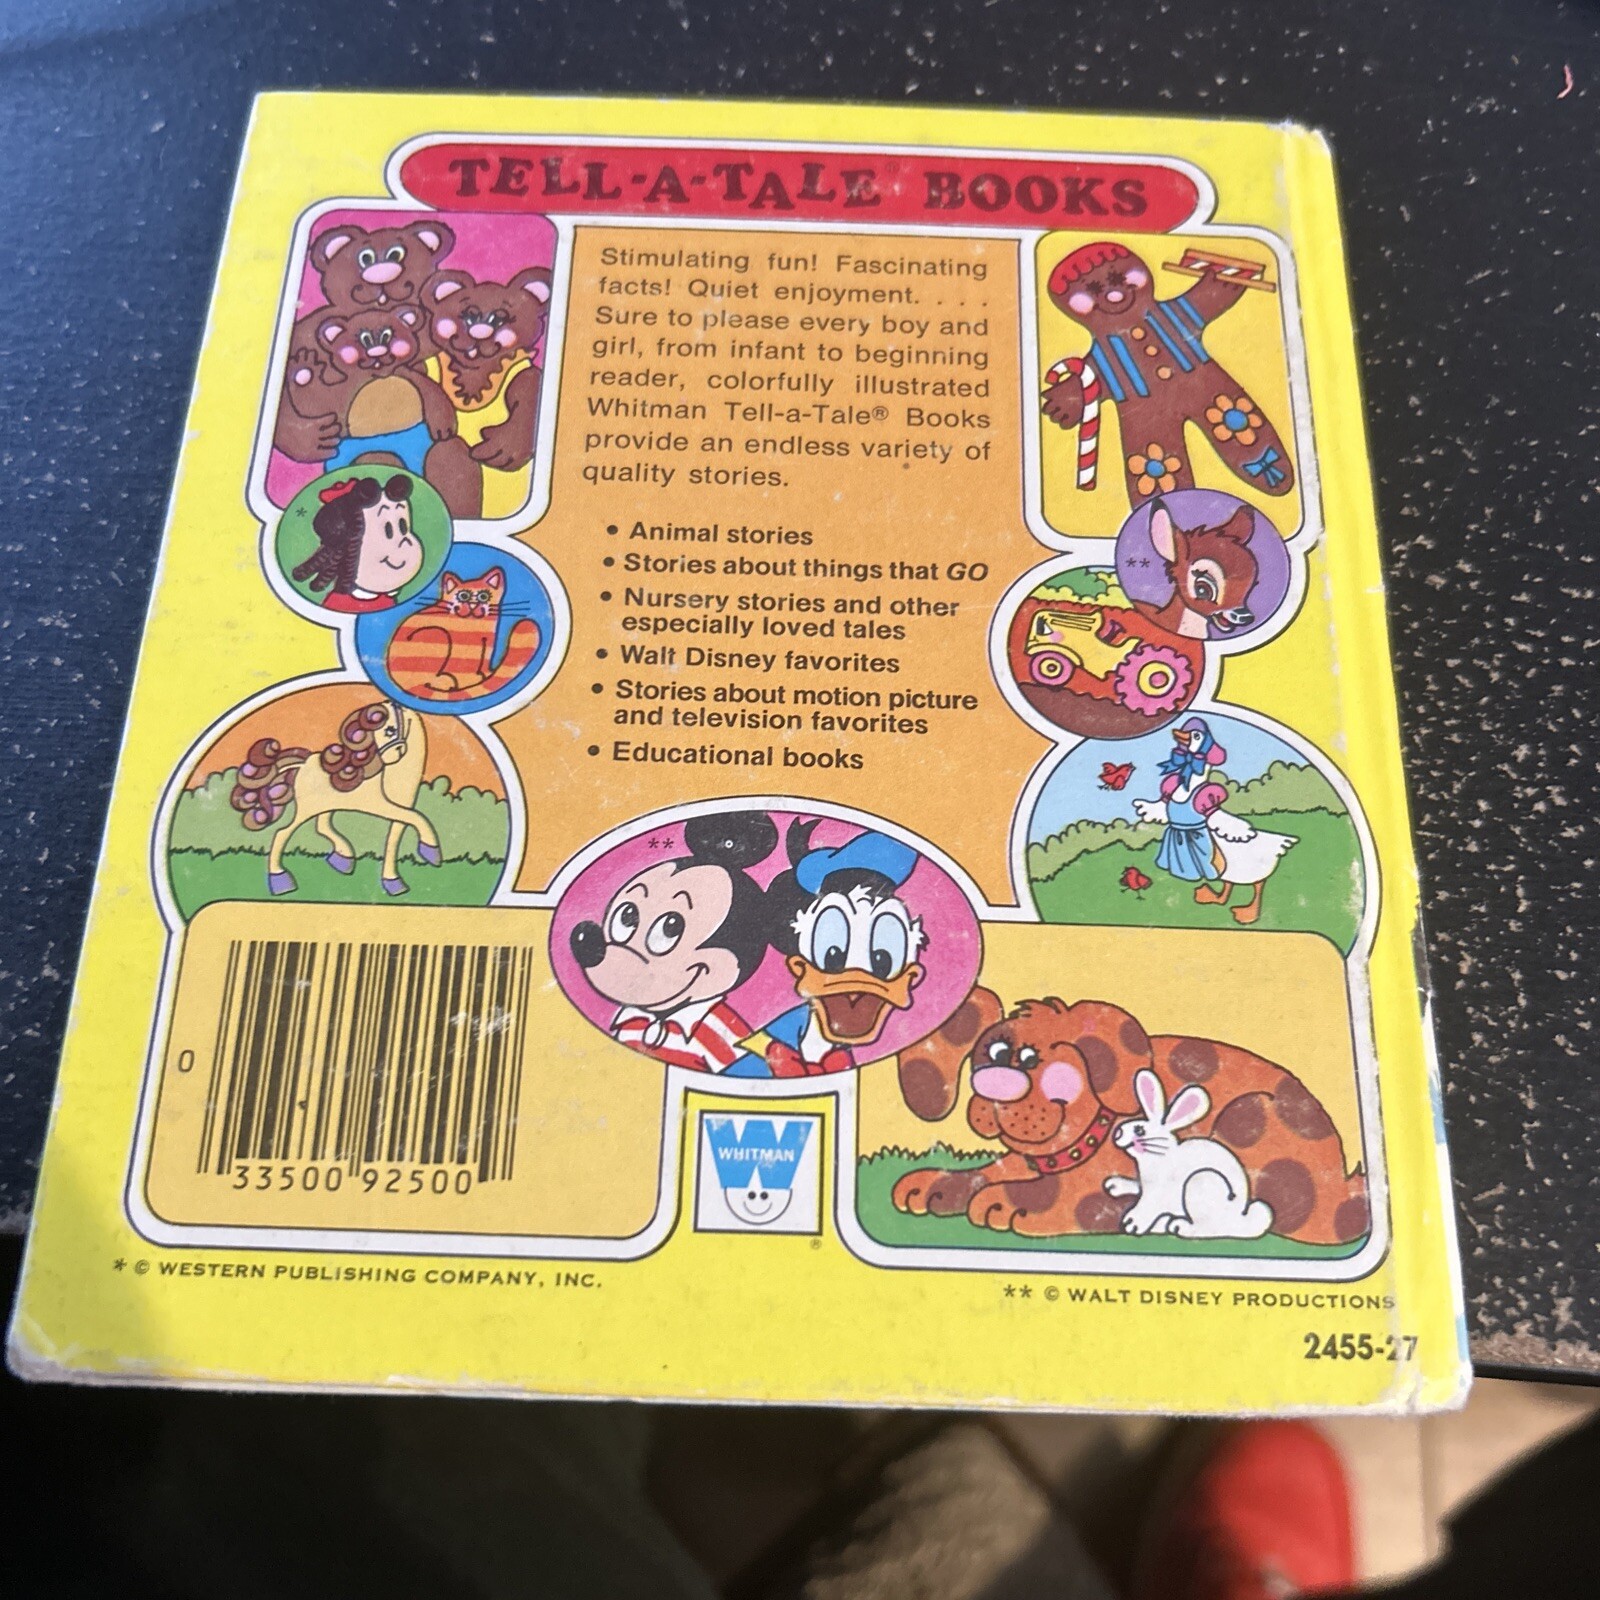 TELL-A-TALE® BOOKS
Stimulating fun! Fascinating
facts! Quiet enjoyment. . . .
Sure to please every boy and
girl, from infant to beginning
reader, colorfully illustrated
Whitman Tell-a-Tale® Books
provide an endless variety of
quality stories.
• Animal stories
• Stories about things that GO
• Nursery stories and other
especially loved tales
• Walt Disney favorites
• Stories about motion picture
and television favorites
• Educational books
*
**
**
0
33500 92500
WHITMAN
®
* © WESTERN PUBLISHING COMPANY, INC.
** © WALT DISNEY PRODUCTIONS
2455-27